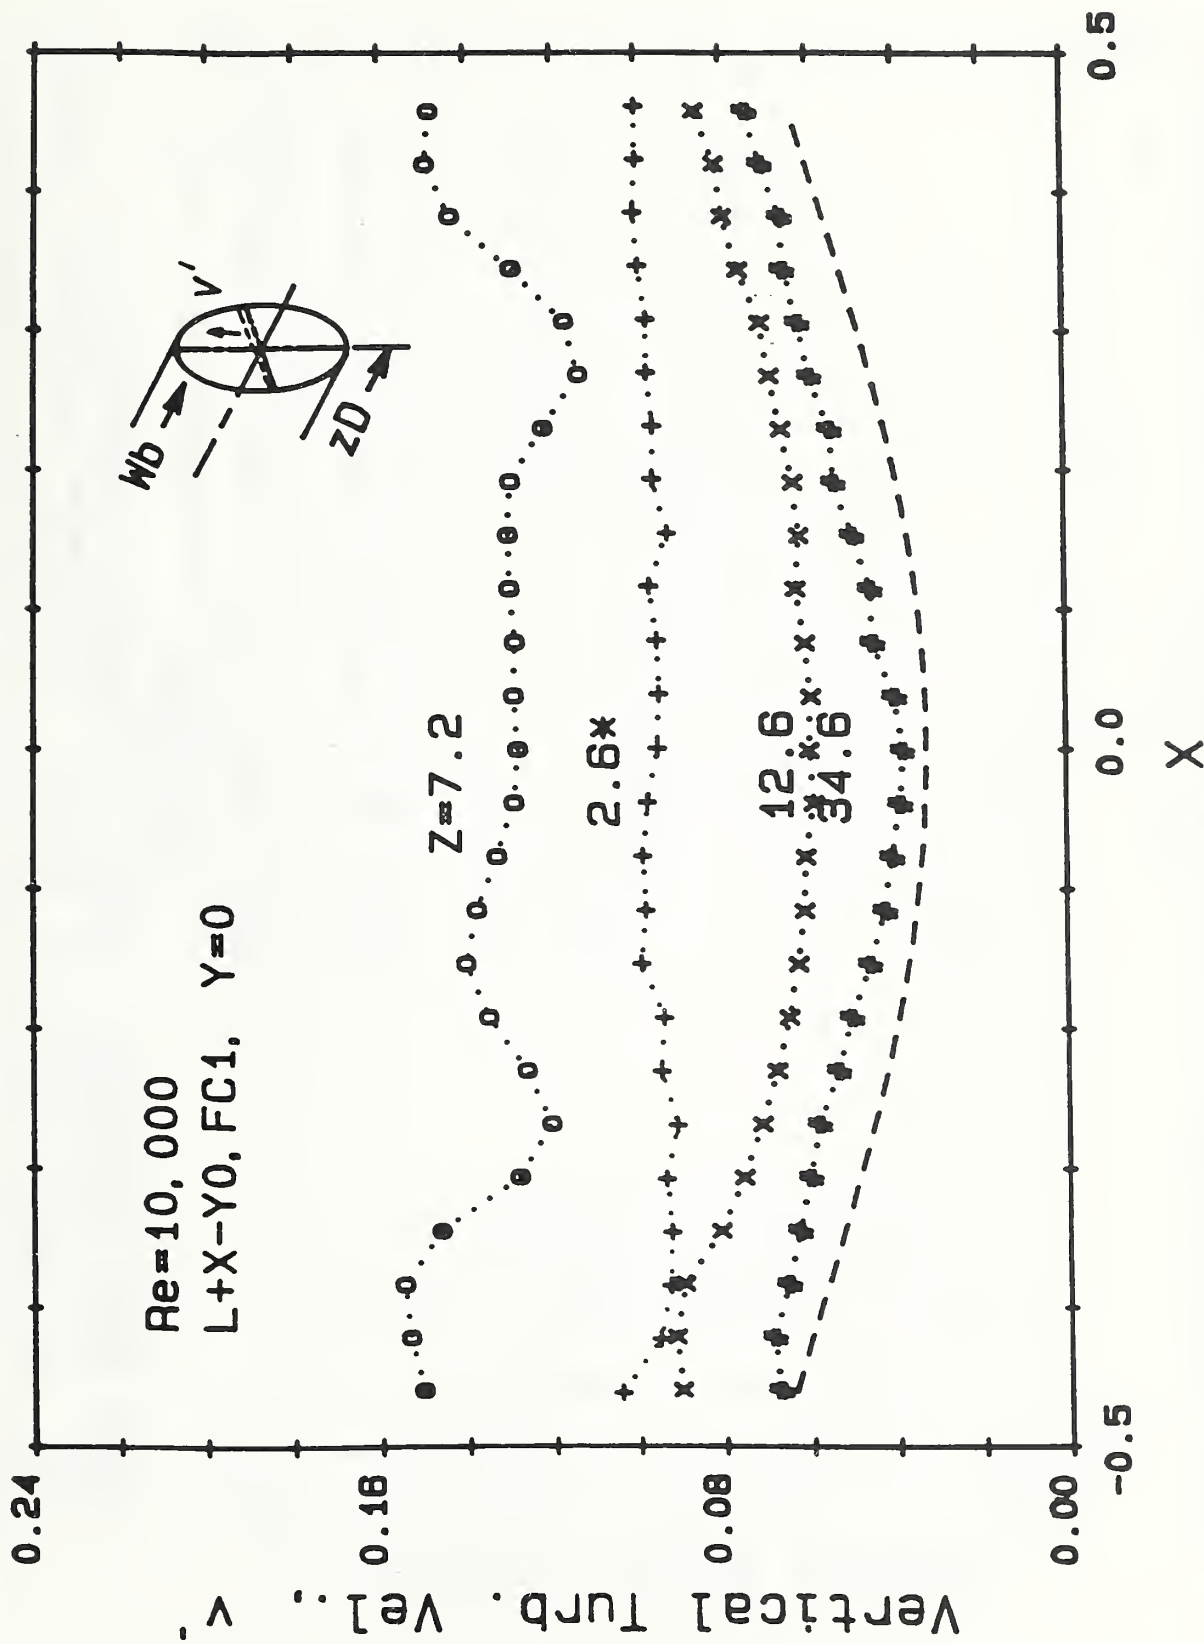 Re=10,000
L+X-Y0,FC1, Y=0
Wb
v'
zD
Z=7.2
2.6*
12.6
34.6
0.24
0.16
0.08
0.00
Vertical Turb. Vel., v'
-0.5
0.0
0.5
X